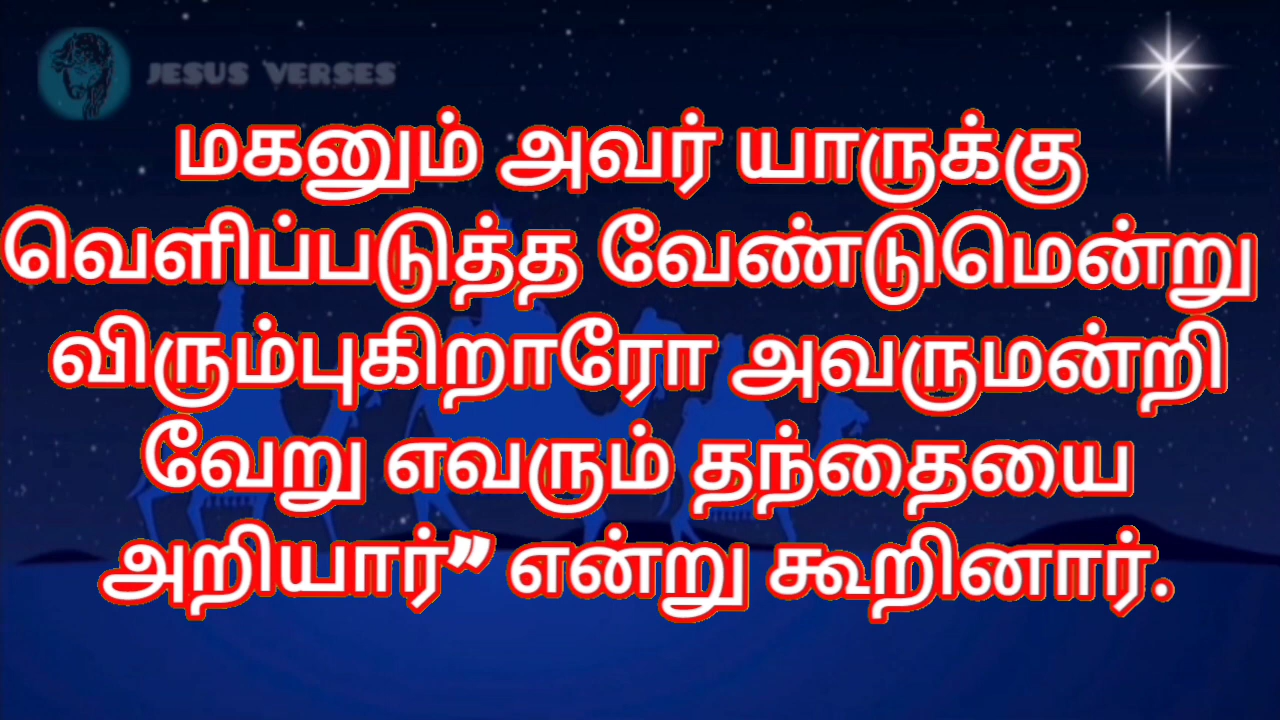 JESUS VERSES
மகனும் அவர் யாருக்கு
வெளிப்படுத்த வேண்டுமென்று
விரும்புகிறாரோ அவருமன்றி
வேறு எவரும் தந்தையை
அறியார்” என்று கூறினார்.